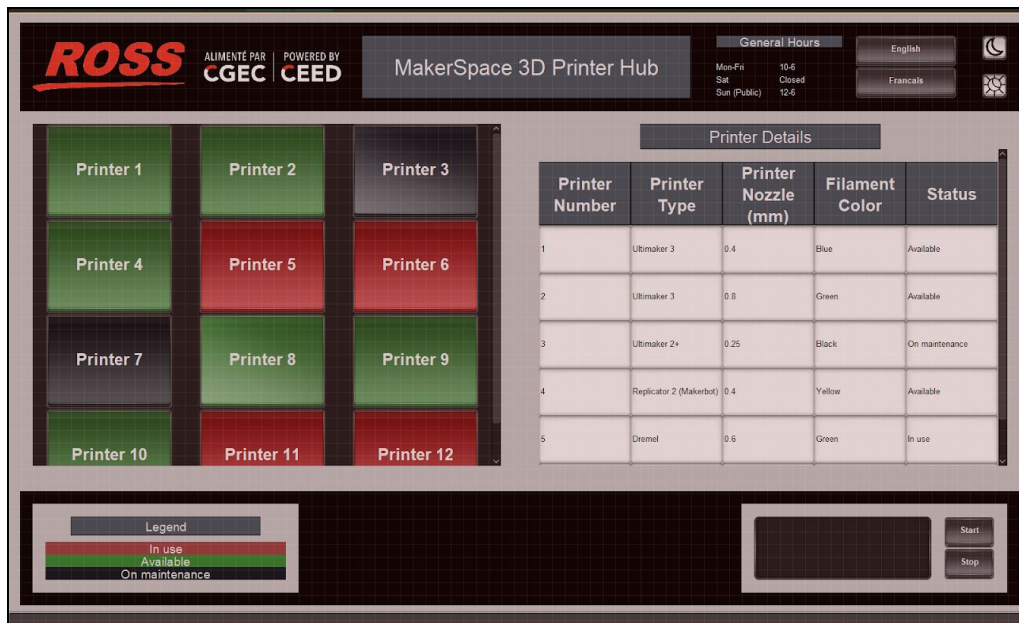 ROSS
ALIMENTÉ PAR
CGEC
POWERED BY
CEED
MakerSpace 3D Printer Hub
General Hours
Mon-Fri 10-6
Sat Closed
Sun (Public) 12-6
English
Francais
Printer 1
Printer 2
Printer 3
Printer 4
Printer 5
Printer 6
Printer 7
Printer 8
Printer 9
Printer 10
Printer 11
Printer 12
Printer Details
Printer Number
Printer Type
Printer Nozzle (mm)
Filament Color
Status
1 Ultimaker 3 0.4 Blue Available
2 Ultimaker 3 0.8 Green Available
3 Ultimaker 2+ 0.25 Black On maintenance
4 Replicator 2 (Makerbot) 0.4 Yellow Available
5 Dremel 0.6 Green In use
Legend
In use
Available
On maintenance
Start
Stop